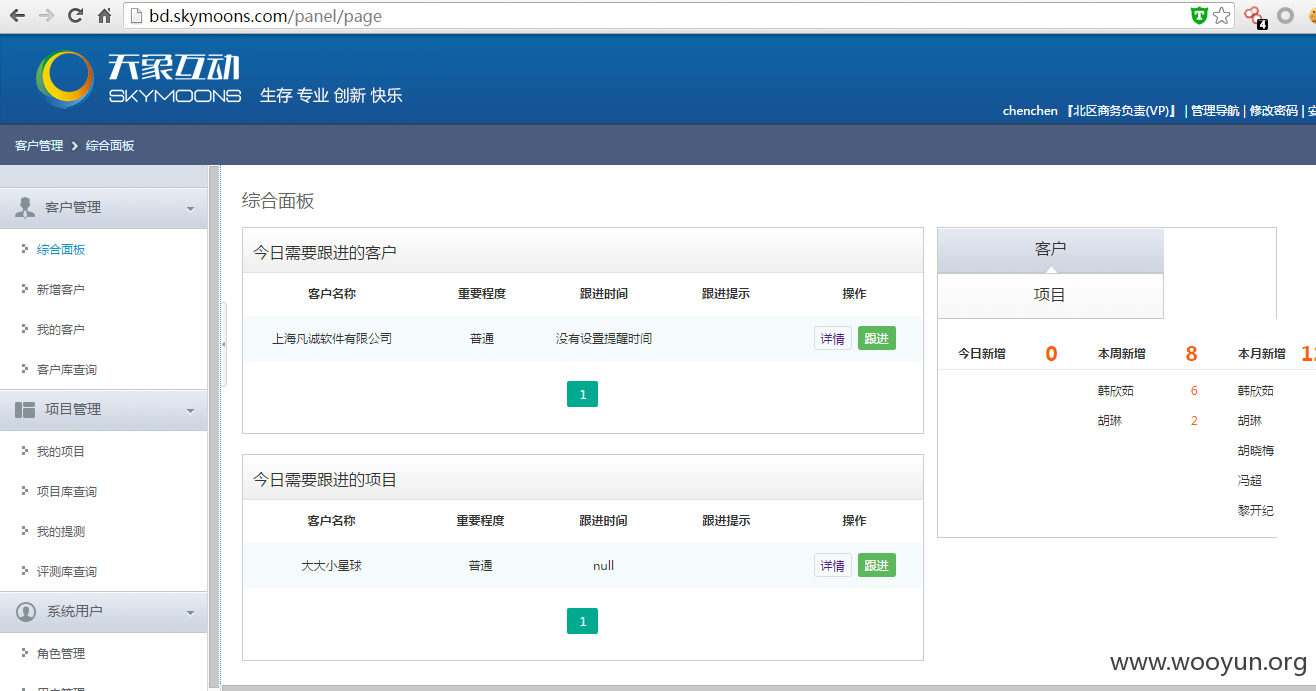 bd.skymoons.com/panel/page
4
天象互动
SKYMOONS
生存 专业 创新 快乐
chenchen 『北区商务负责(VP)』 | 管理导航 | 修改密码 |
客户管理 > 综合面板
客户管理
综合面板
新增客户
我的客户
客户库查询
项目管理
我的项目
项目库查询
我的提测
评测库查询
系统用户
角色管理
综合面板
今日需要跟进的客户
客户名称 重要程度 跟进时间 跟进提示 操作
上海凡诚软件有限公司 普通 没有设置提醒时间 详情 跟进
1
今日需要跟进的项目
客户名称 重要程度 跟进时间 跟进提示 操作
大大小星球 普通 null 详情 跟进
1
客户
项目
今日新增 0 本周新增 8 本月新增
韩欣茹 6 韩欣茹
胡琳 2 胡琳
胡晓梅
冯超
黎开纪
www.wooyun.org